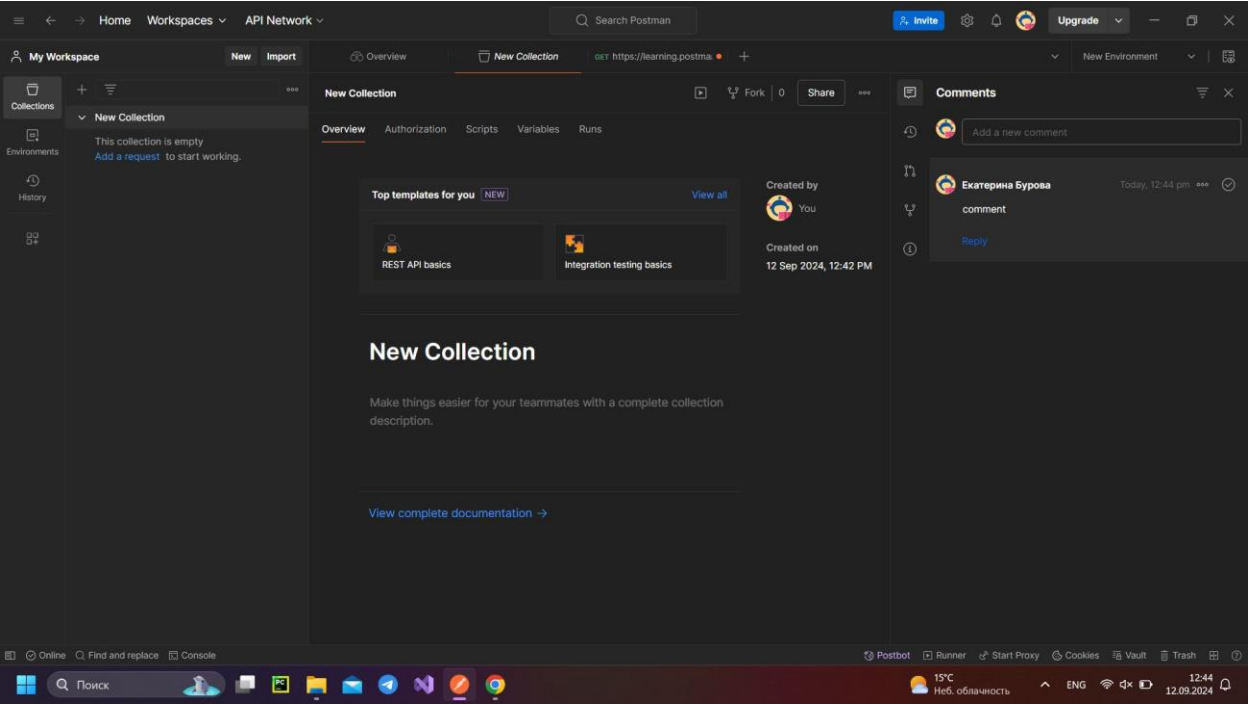 Home Workspaces API Network Search Postman Invite Upgrade
My Workspace New Import Overview New Collection GET https://learning.postma New Environment
Collections
Environments
History
New Collection
This collection is empty
Add a request to start working.
New Collection Fork 0 Share
Overview Authorization Scripts Variables Runs
Top templates for you NEW View all
REST API basics Integration testing basics
Created by
You
Created on
12 Sep 2024, 12:42 PM
New Collection
Make things easier for your teammates with a complete collection
description.
View complete documentation →
Comments
Add a new comment
Екатерина Бурова Today, 12:44 pm
comment
Reply
Online Find and replace Console Postbot Runner Start Proxy Cookies Vault Trash
Поиск PC 15°C
Неб. облачность
ENG 12:44
12.09.2024